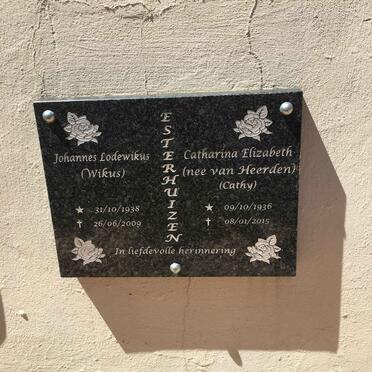 ESTERHUIZEN
Johannes Lodewikus
(Wikus)
★ 31/10/1938
✝ 26/06/2009
Catharina Elizabeth
(nee van Heerden)
(Cathy)
★ 09/10/1936
✝ 08/01/2015
In liefdevolle herinnering